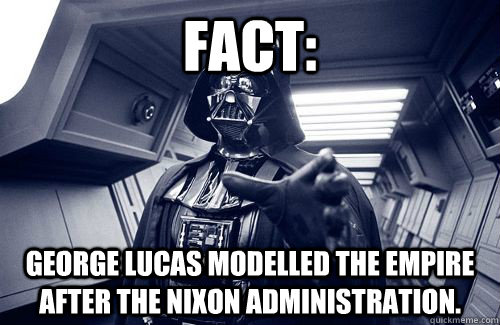 FACT:
GEORGE LUCAS MODELLED THE EMPIRE
AFTER THE NIXON ADMINISTRATION.
quickmeme.com